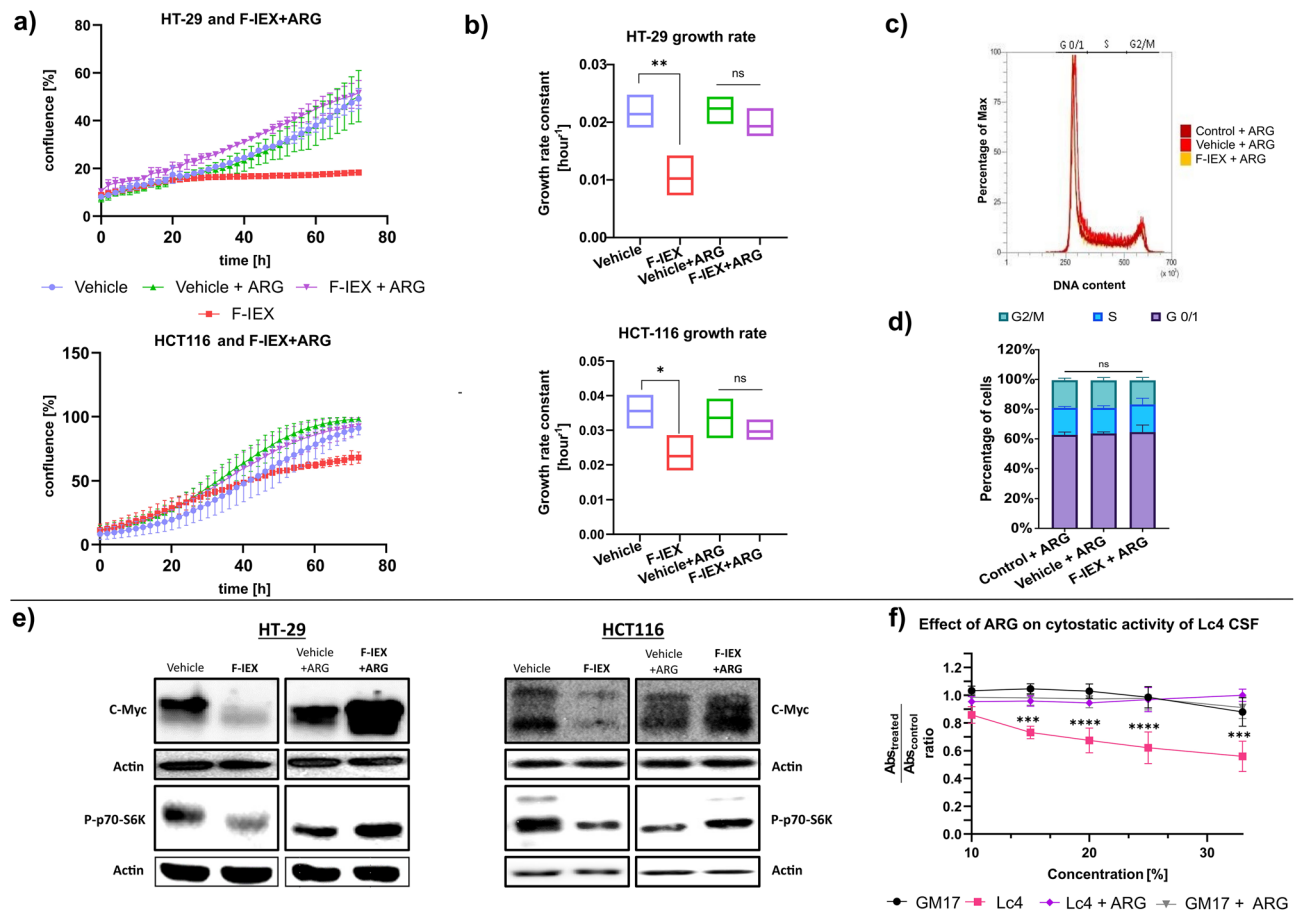 a)
HT-29 and F-IEX+ARG
confluence [%]
80
60
40
20
0
0 20 40 60 80
time [h]
Vehicle Vehicle + ARG F-IEX + ARG
F-IEX
HCT116 and F-IEX+ARG
confluence [%]
150
100
50
0
0 20 40 60 80
time [h]
b)
HT-29 growth rate
Growth rate constant
[hour-1]
0.03
0.02
0.01
0.00
**
ns
Vehicle
F-IEX
Vehicle+ARG
F-IEX+ARG
HCT-116 growth rate
Growth rate constant
[hour-1]
0.05
0.04
0.03
0.02
0.01
0.00
*
ns
Vehicle
F-IEX
Vehicle+ARG
F-IEX+ARG
c)
G 0/1 S G2/M
Percentage of Max
100
75
50
25
0
1 250 500 700
(x 10³)
DNA content
Control + ARG
Vehicle + ARG
F-IEX + ARG
d)
G2/M S G 0/1
Percentage of cells
120%
100%
80%
60%
40%
20%
0%
ns
Control + ARG
Vehicle + ARG
F-IEX + ARG
e)
HT-29
Vehicle F-IEX Vehicle +ARG F-IEX +ARG
C-Myc
Actin
P-p70-S6K
Actin
HCT116
Vehicle F-IEX Vehicle +ARG F-IEX +ARG
C-Myc
Actin
P-p70-S6K
Actin
f)
Effect of ARG on cytostatic activity of Lc4 CSF
Abstreated
Abscontrol
ratio
1.2
1.0
0.8
0.6
0.4
0.2
0.0
***
****
****
***
10 20 30
Concentration [%]
GM17 Lc4 Lc4 + ARG GM17 + ARG